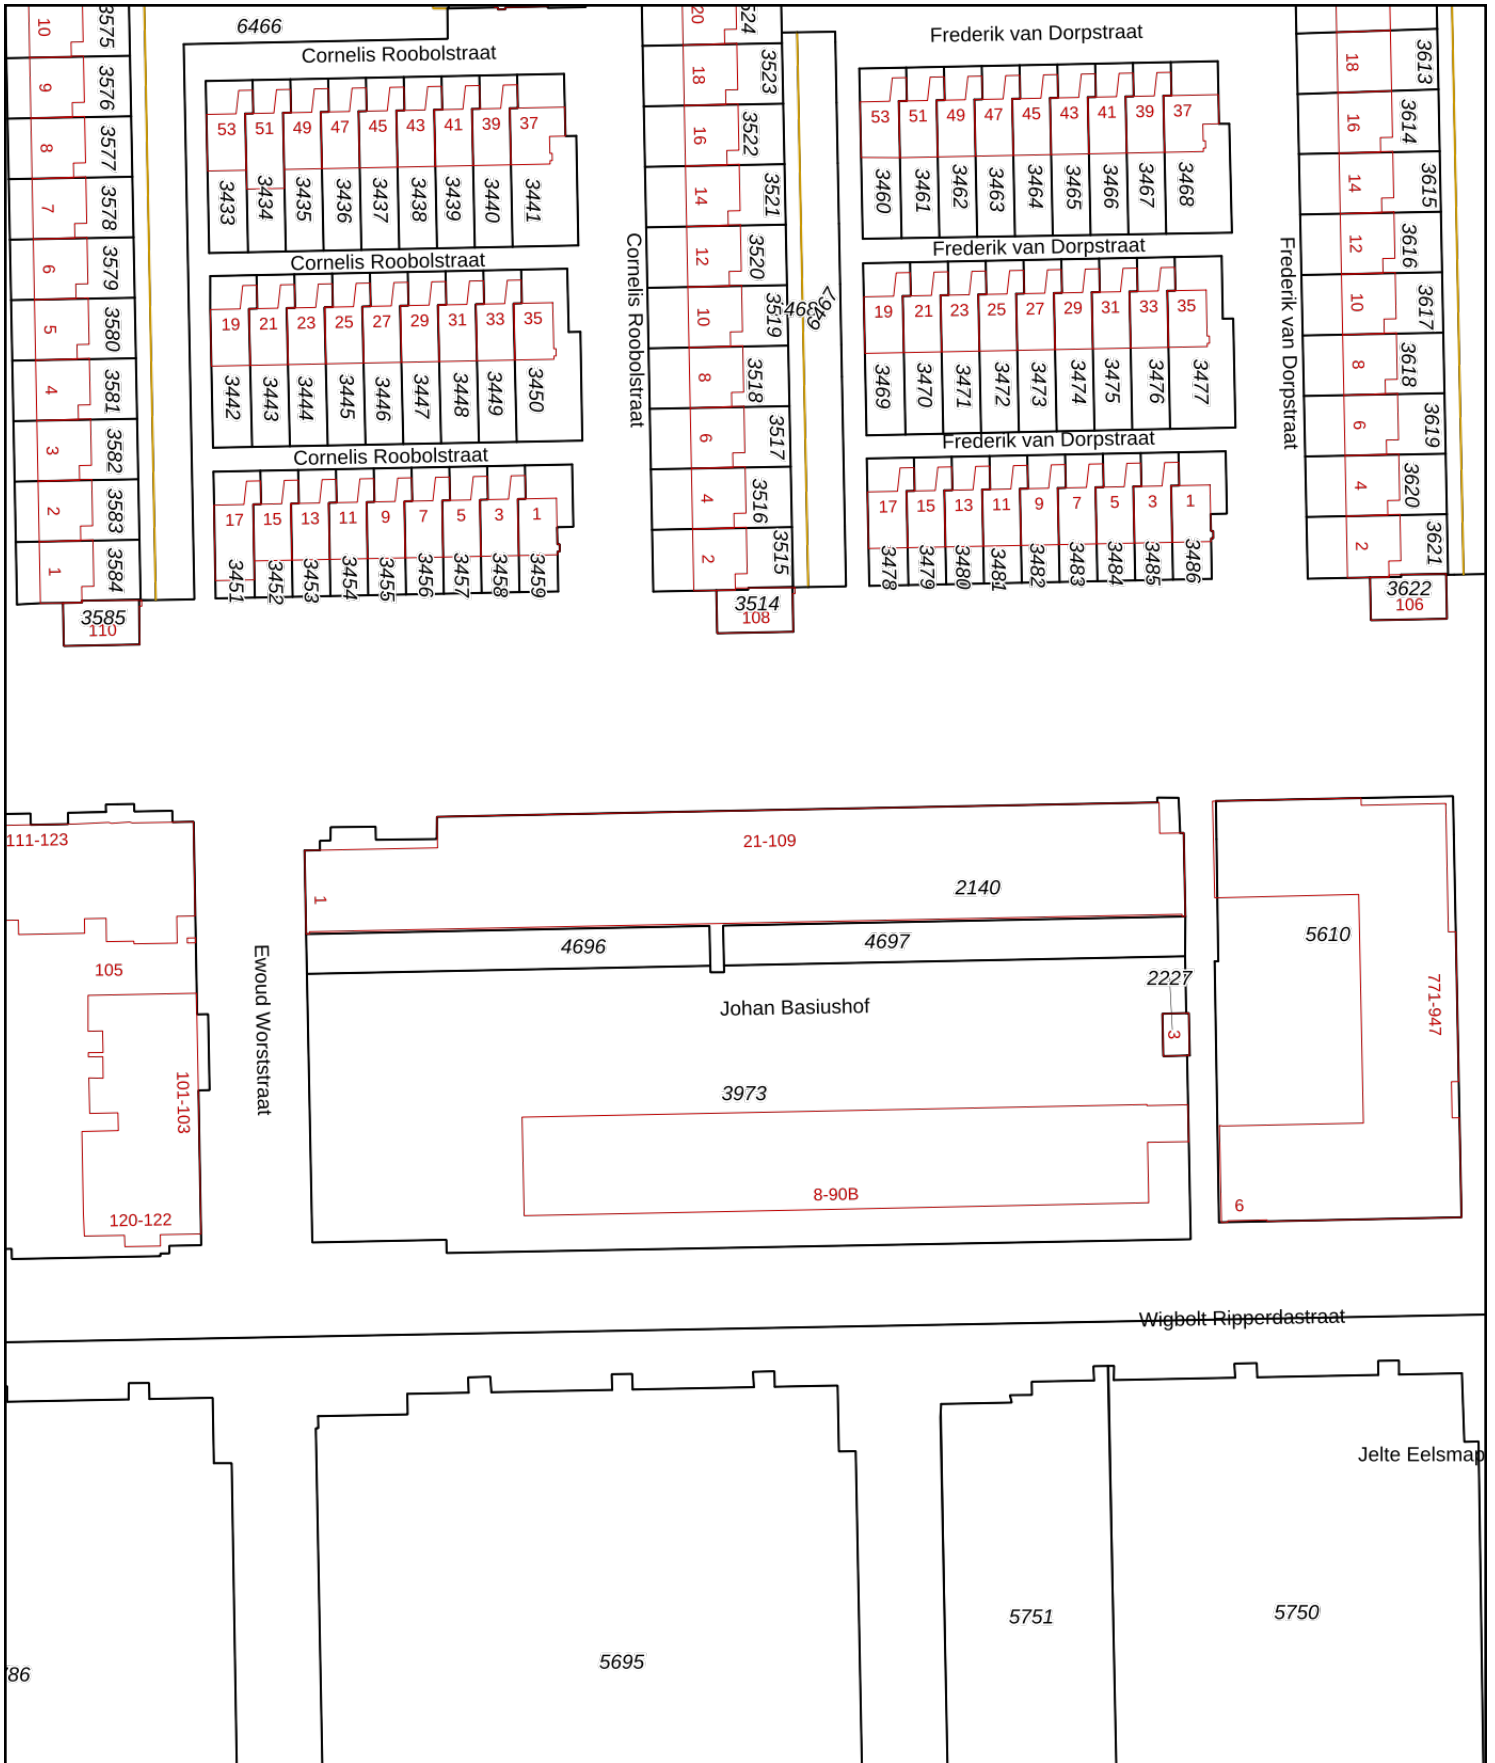 6466
Cornelis Roobolstraat
Frederik van Dorpstraat
10 3575
9 3576
8 3577
7 3578
6 3579
5 3580
4 3581
3 3582
2 3583
1 3584
3585
110
53 51 49 47 45 43 41 39 37
3433 3434 3435 3436 3437 3438 3439 3440 3441
Cornelis Roobolstraat
19 21 23 25 27 29 31 33 35
3442 3443 3444 3445 3446 3447 3448 3449 3450
Cornelis Roobolstraat
17 15 13 11 9 7 5 3 1
3451 3452 3453 3454 3455 3456 3457 3458 3459
Cornelis Roobolstraat
20
18 3523
16 3522
14 3521
12 3520
10 3519
8 3518
6 3517
4 3516
2 3515
3514
108
6467
53 51 49 47 45 43 41 39 37
3460 3461 3462 3463 3464 3465 3466 3467 3468
Frederik van Dorpstraat
19 21 23 25 27 29 31 33 35
3469 3470 3471 3472 3473 3474 3475 3476 3477
Frederik van Dorpstraat
17 15 13 11 9 7 5 3 1
3478 3479 3480 3481 3482 3483 3484 3485 3486
Frederik van Dorpstraat
18 3613
16 3614
14 3615
12 3616
10 3617
8 3618
6 3619
4 3620
2 3621
3622
106
111-123
105
101-103
120-122
Ewoud Worststraat
21-109
1
2140
4696
4697
2227
3
Johan Basiushof
3973
8-90B
5610
771-947
6
Wigbolt Ripperdastraat
Jelte Eelsmap
86
5695
5751
5750